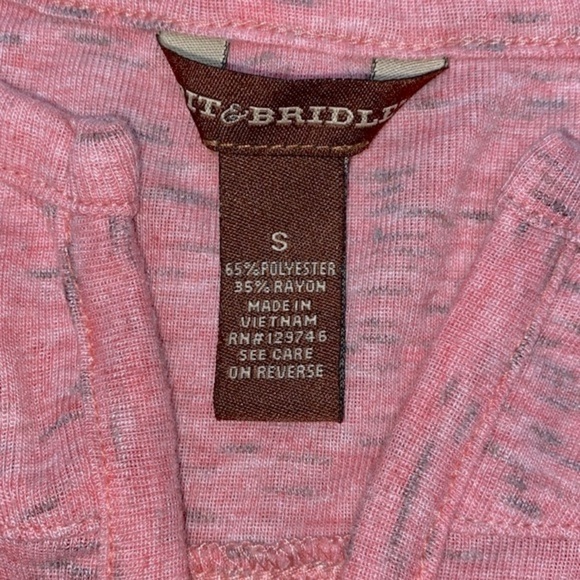 IT & BRIDLE
S
65% POLYESTER
35% RAYON
MADE IN
VIETNAM
RN# 129746
SEE CARE
ON REVERSE